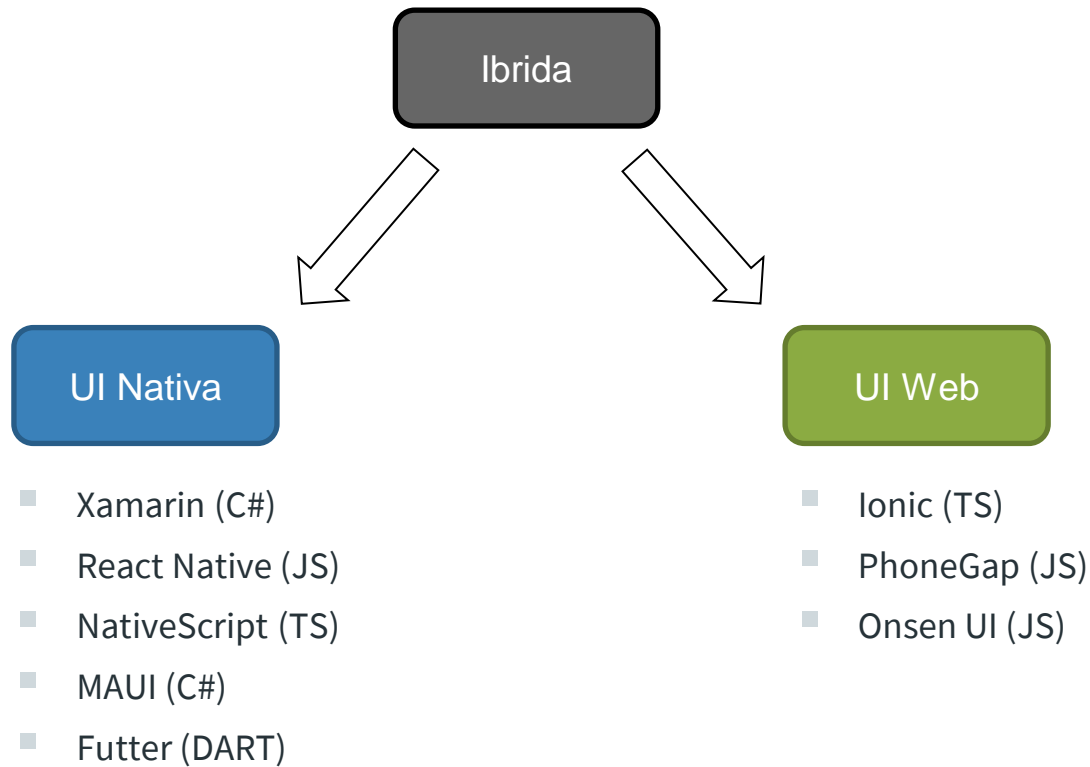 Ibrida
UI Nativa
Xamarin (C#)
React Native (JS)
NativeScript (TS)
MAUI (C#)
Futter (DART)
UI Web
Ionic (TS)
PhoneGap (JS)
Onsen UI (JS)